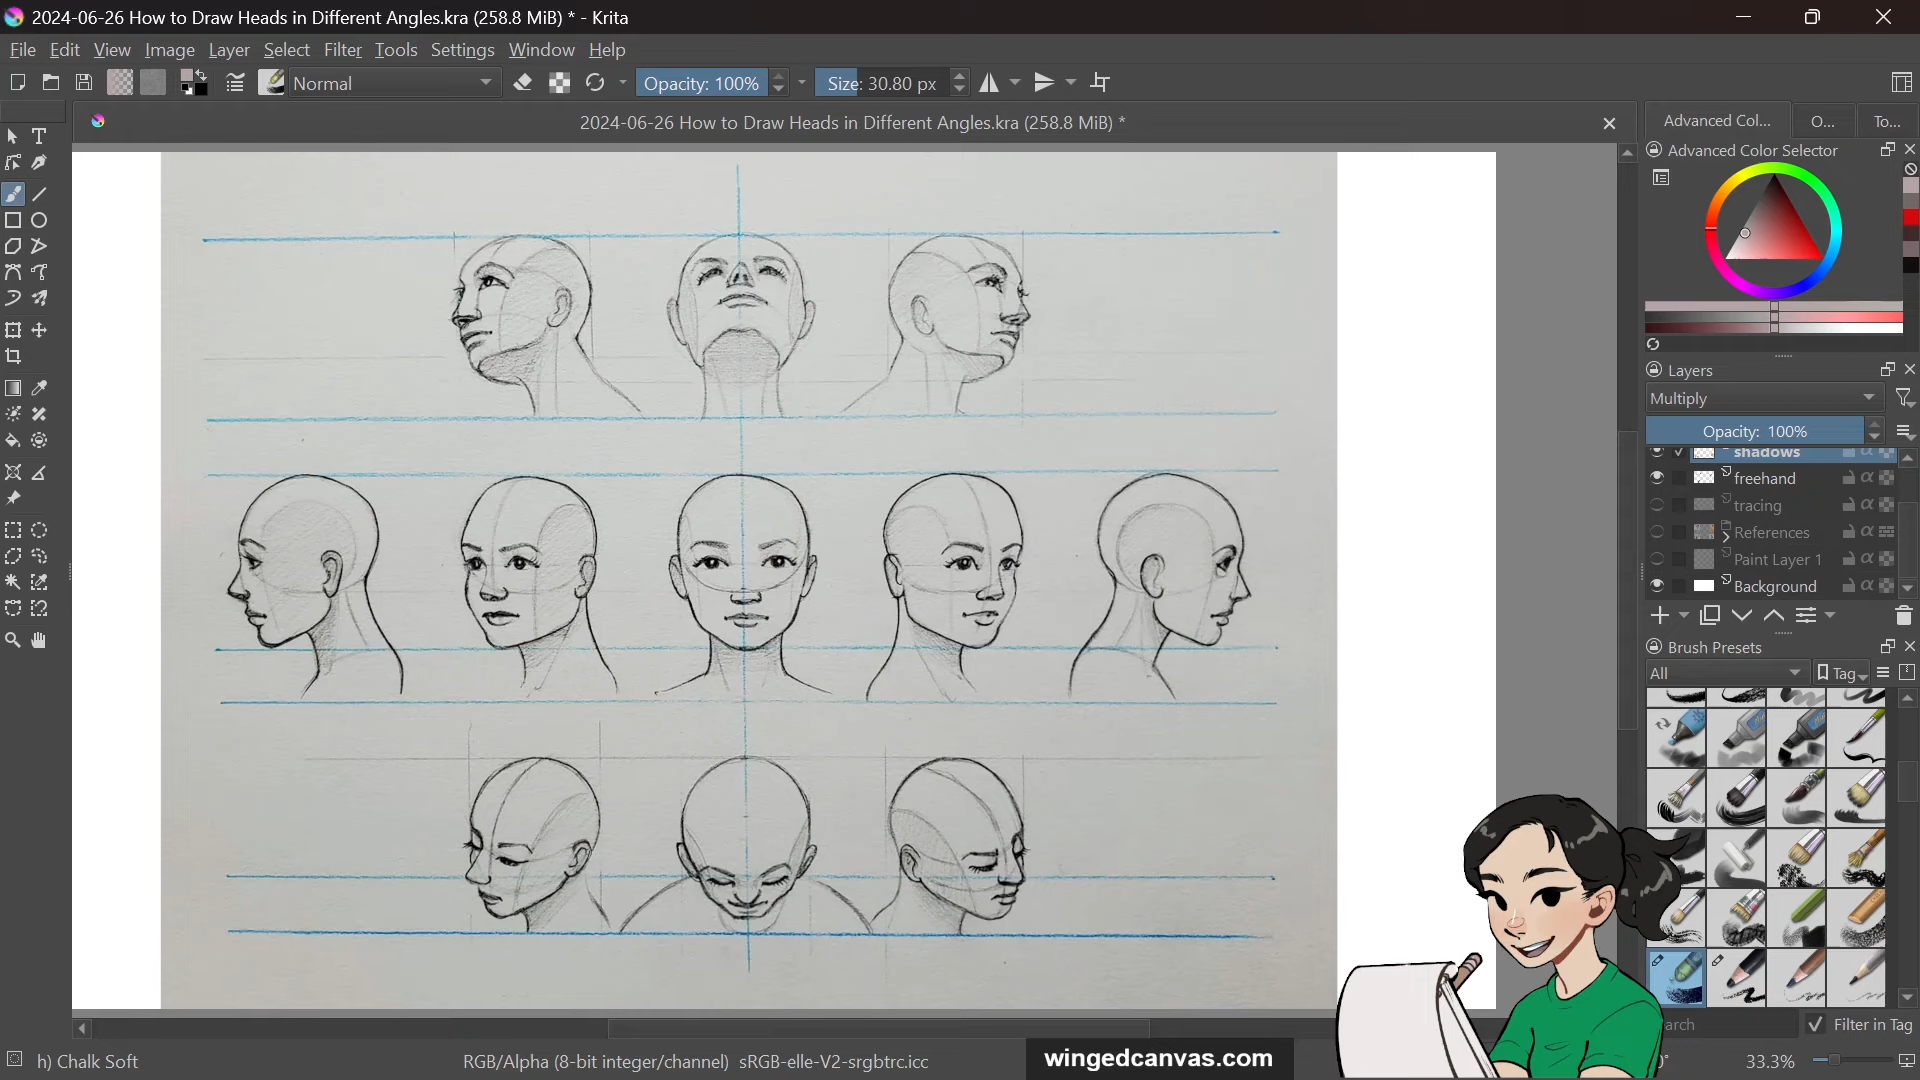 2024-06-26 How to Draw Heads in Different Angles.kra (258.8 MiB) * - Krita
File Edit View Image Layer Select Filter Tools Settings Window Help
Normal Opacity: 100% Size: 30.80 px
2024-06-26 How to Draw Heads in Different Angles.kra (258.8 MiB) *
Advanced Col... O... To...
Advanced Color Selector
Layers
Multiply
Opacity: 100%
shadows
freehand
tracing
References
Paint Layer 1
Background
Brush Presets
All Tag
Filter in Tag
h) Chalk Soft RGB/Alpha (8-bit integer/channel) sRGB-elle-V2-srgbtrc.icc 33.3%
wingedcanvas.com